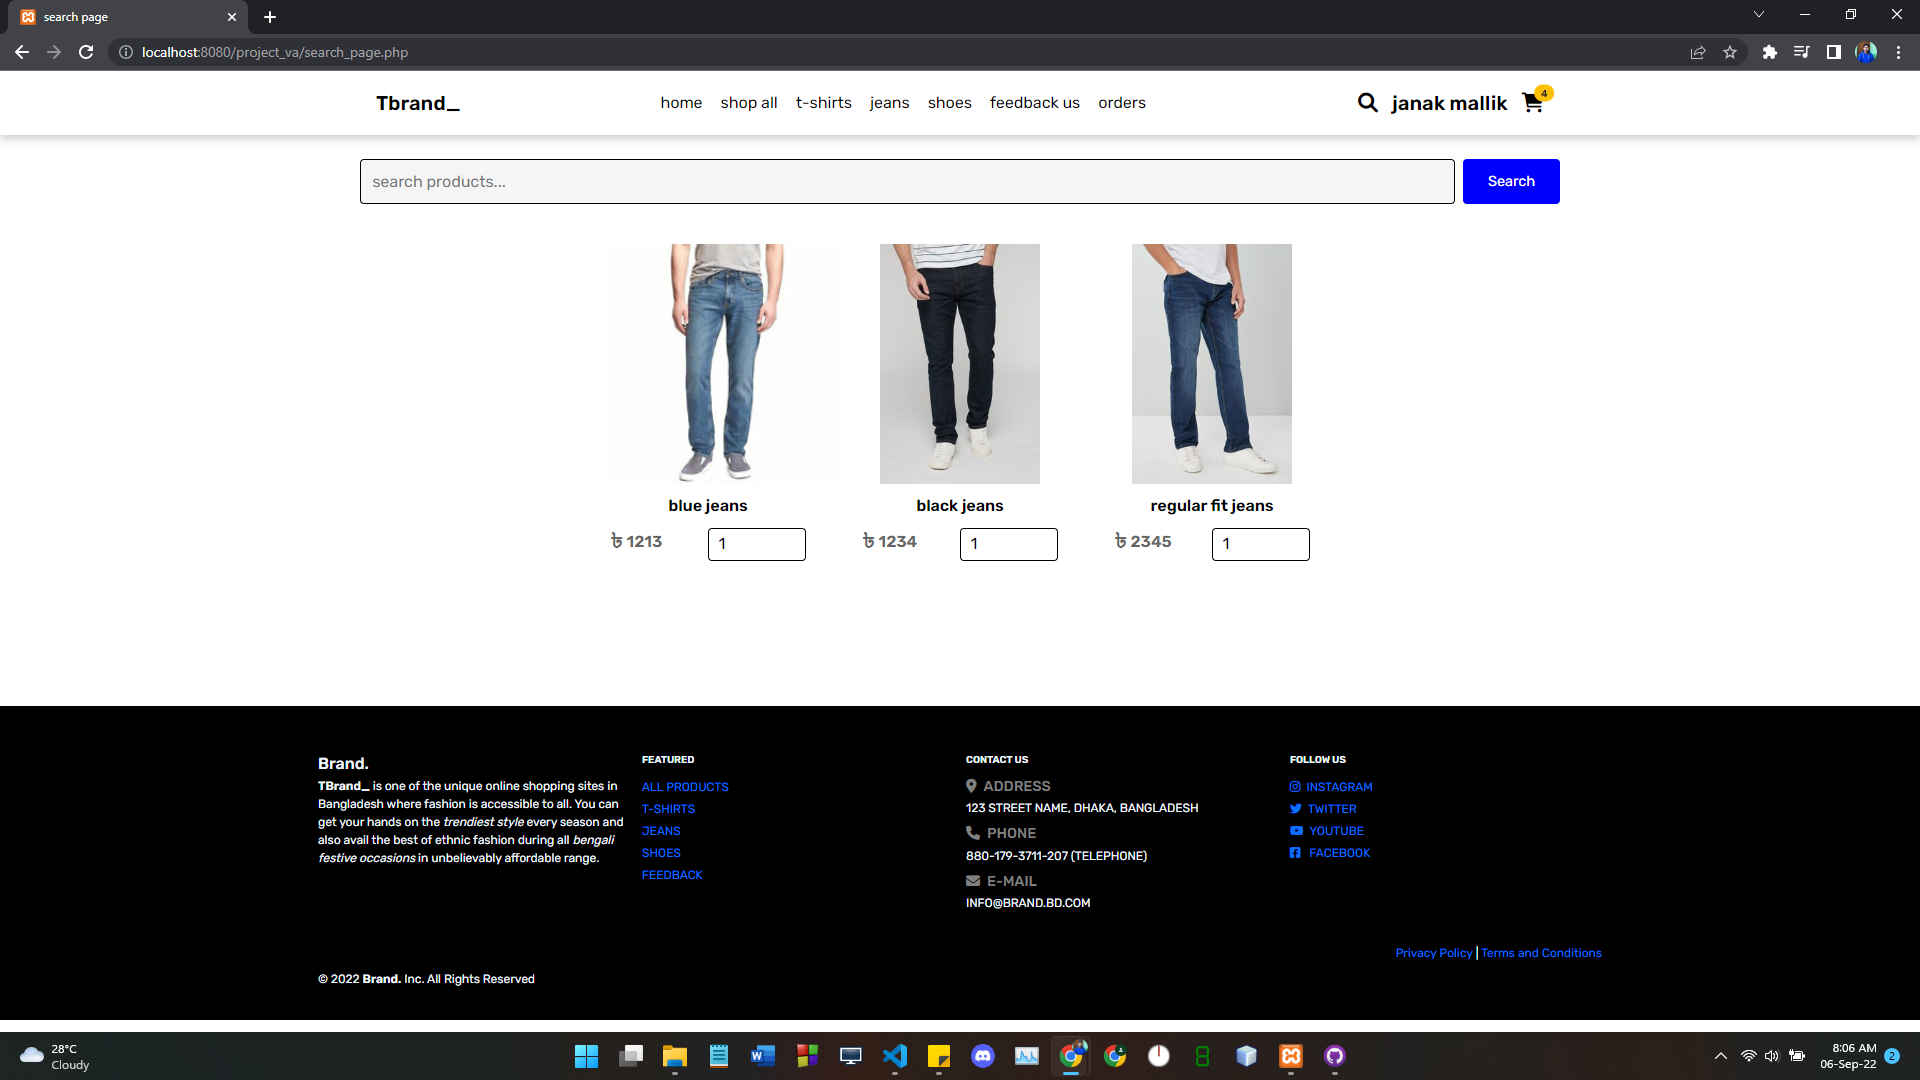 search page
localhost:8080/project_va/search_page.php
Tbrand_
home shop all t-shirts jeans shoes feedback us orders
janak mallik
4
search products...
Search
blue jeans
৳ 1213
1
black jeans
৳ 1234
1
regular fit jeans
৳ 2345
1
Brand.
TBrand_ is one of the unique online shopping sites in
Bangladesh where fashion is accessible to all. You can
get your hands on the trendiest style every season and
also avail the best of ethnic fashion during all bengali
festive occasions in unbelievably affordable range.
FEATURED
ALL PRODUCTS
T-SHIRTS
JEANS
SHOES
FEEDBACK
CONTACT US
ADDRESS
123 STREET NAME, DHAKA, BANGLADESH
PHONE
880-179-3711-207 (TELEPHONE)
E-MAIL
INFO@BRAND.BD.COM
FOLLOW US
INSTAGRAM
TWITTER
YOUTUBE
FACEBOOK
Privacy Policy | Terms and Conditions
© 2022 Brand. Inc. All Rights Reserved
28°C
Cloudy
8:06 AM
06-Sep-22
2